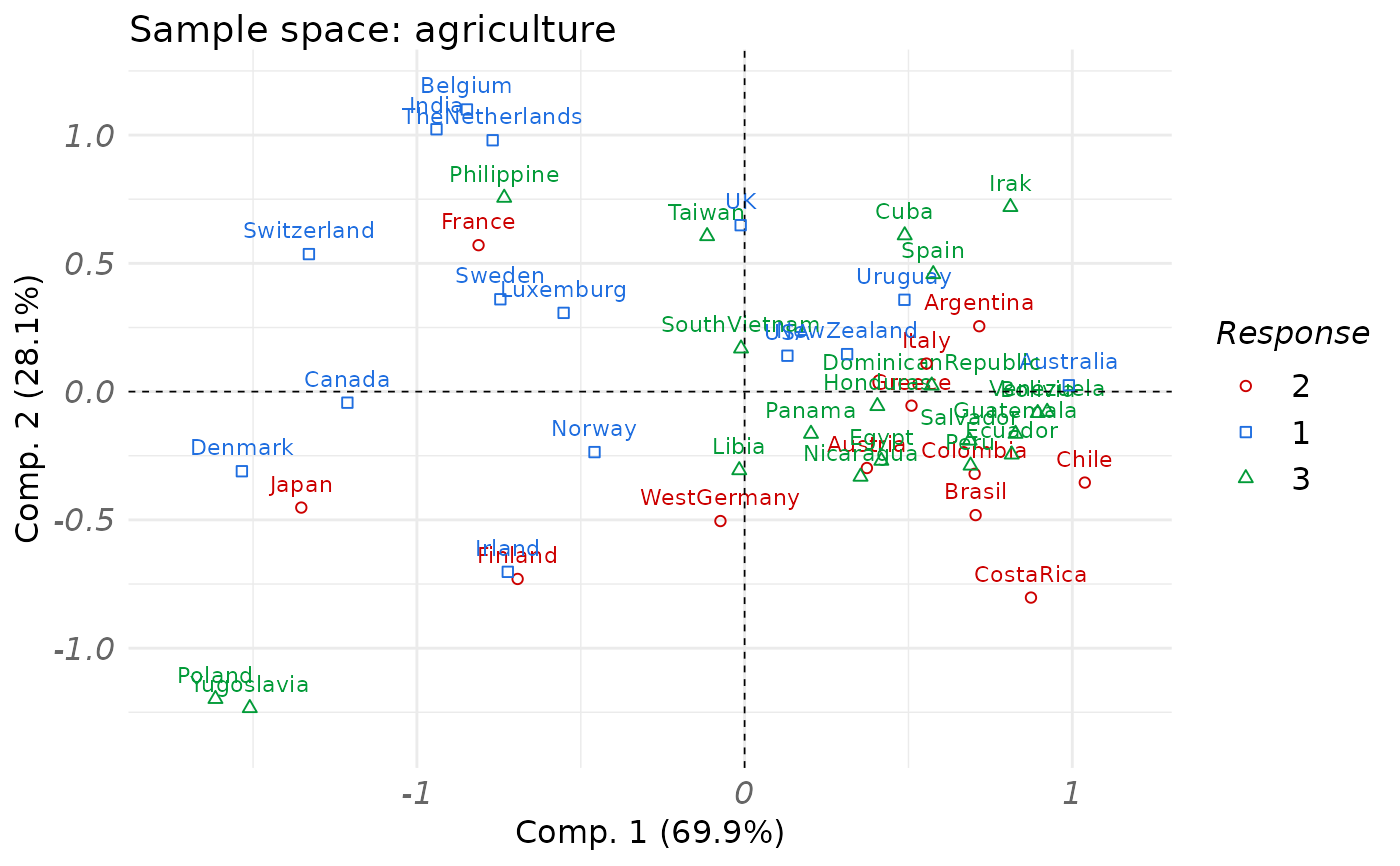 Sample space: agriculture
Belgium
India
TheNetherlands
Philippine
Irak
UK
Taiwan
Cuba
France
Switzerland
Spain
Sweden
Uruguay
Luxemburg
Argentina
SouthVietnam
USA
NewZealand
Italy
DominicanRepublic
Australia
Canada
Honduras
Greece
Venezuela
Bolivia
Panama
Guatemala
Salvador
Norway
Ecuador
Egypt
Peru
Denmark
Libia
Austria
Nicaragua
Colombia
Chile
Japan
WestGermany
Brasil
Irland
Finland
CostaRica
Poland
Yugoslavia
1.0
0.5
0.0
-0.5
-1.0
-1
0
1
Comp. 1 (69.9%)
Comp. 2 (28.1%)
Response
2
1
3